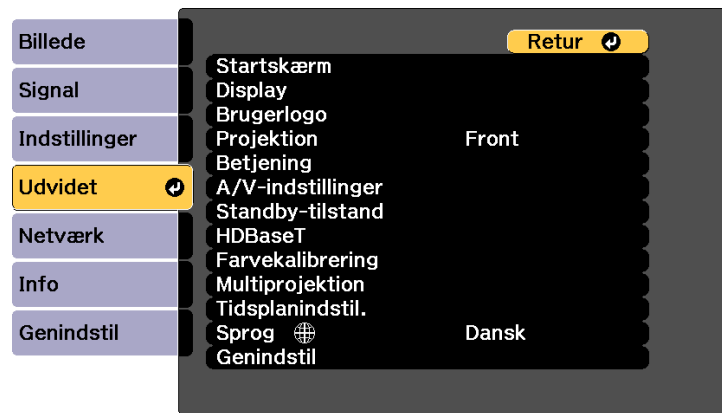 Billede
Signal
Indstillinger
Udvidet
Netværk
Info
Genindstil
Retur
Startskærm
Display
Brugerlogo
Projektion Front
Betjening
A/V-indstillinger
Standby-tilstand
HDBaseT
Farvekalibrering
Multiprojektion
Tidsplanindstil.
Sprog Dansk
Genindstil